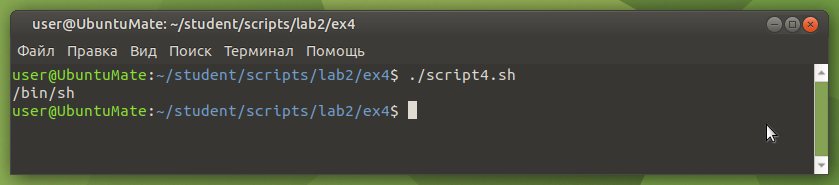 user@UbuntuMate: ~/student/scripts/lab2/ex4
Файл Правка Вид Поиск Терминал Помощь
user@UbuntuMate:~/student/scripts/lab2/ex4$ ./script4.sh
/bin/sh
user@UbuntuMate:~/student/scripts/lab2/ex4$